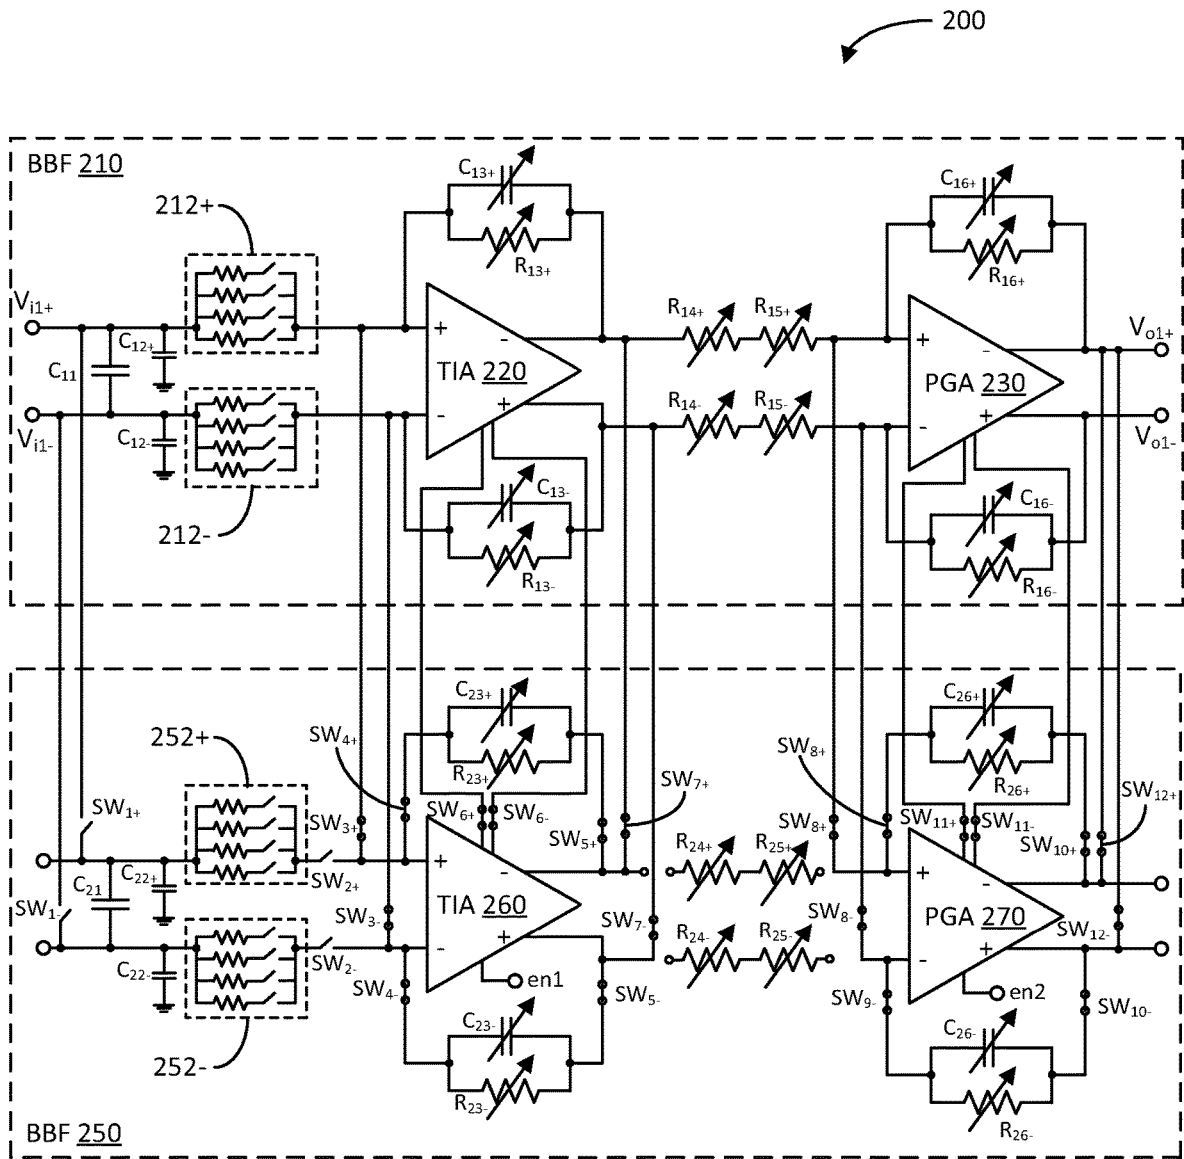 200
BBF 210
212+
C13+
R13+
C16+
R16+
Vi1+
C12+
C11
TIA 220
+
-
-
+
R14+
R15+
PGA 230
+
-
-
+
Vo1+
Vi1-
C12-
R14-
R15-
Vo1-
212-
C13-
R13-
C16-
R16-
252+
C23+
R23+
SW4+
SW8+
C26+
R26+
SW1+
SW3+
SW6+
SW6-
SW5+
SW7+
SW8+
SW11+
SW11-
SW10+
SW12+
C21
C22+
SW2+
TIA 260
+
-
-
+
R24+
R25+
PGA 270
+
-
-
+
SW1-
SW3-
SW7-
SW8-
SW12-
C22-
SW2-
SW4-
en1
SW5-
R24-
R25-
SW9-
en2
SW10-
252-
C23-
R23-
C26-
R26-
BBF 250